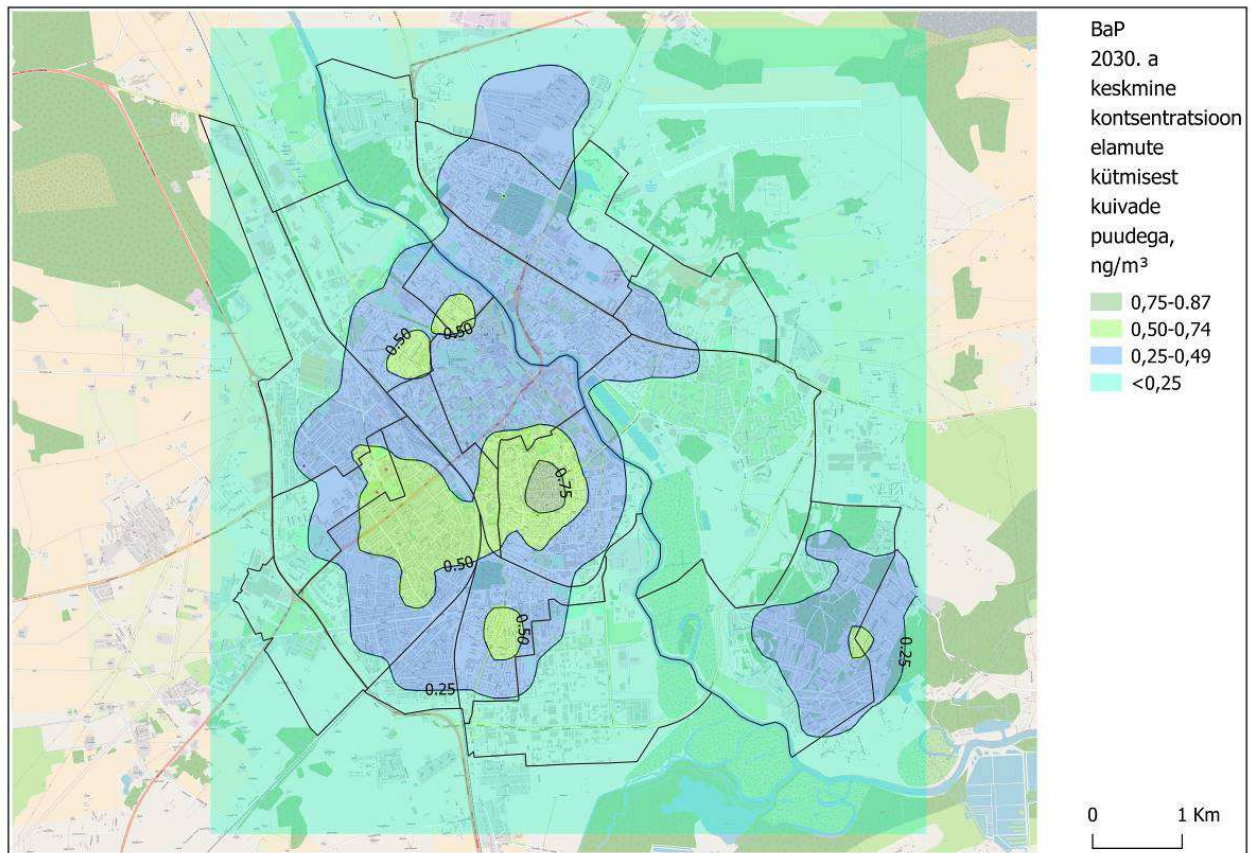 BaP
2030. a
keskmine
kontsentratsioon
elamute
kütmisest
kuivade
puudega,
ng/m³
0,75-0.87
0,50-0,74
0,25-0,49
<0,25
0.50
0.50
0.75
0.50
0.50
0.25
0.25
0 1 Km